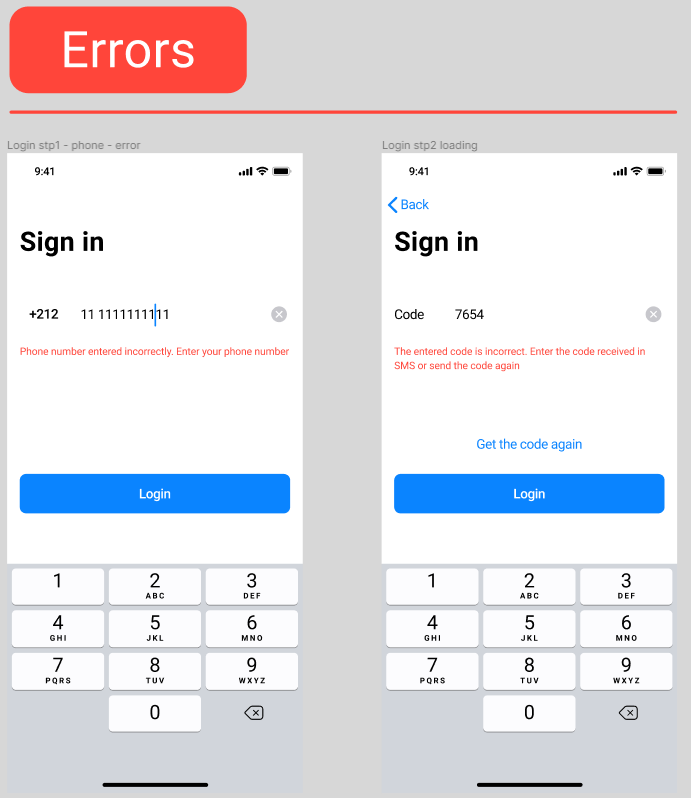 Errors
Login stp1 - phone - error
9:41
Sign in
+212 11 11111111111
Phone number entered incorrectly. Enter your phone number
Login
1
2
ABC
3
DEF
4
GHI
5
JKL
6
MNO
7
PQRS
8
TUV
9
WXYZ
0
Login stp2 loading
9:41
Back
Sign in
Code 7654
The entered code is incorrect. Enter the code received in
SMS or send the code again
Get the code again
Login
1
2
ABC
3
DEF
4
GHI
5
JKL
6
MNO
7
PQRS
8
TUV
9
WXYZ
0